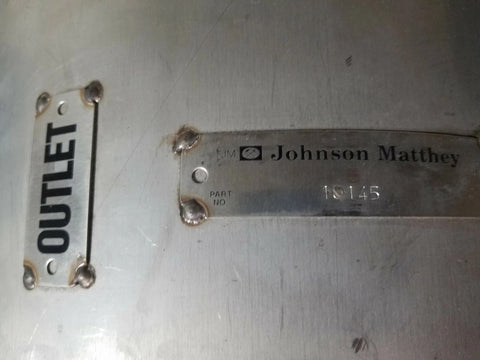 OUTLET
JM Johnson Matthey
PART
NO
19145